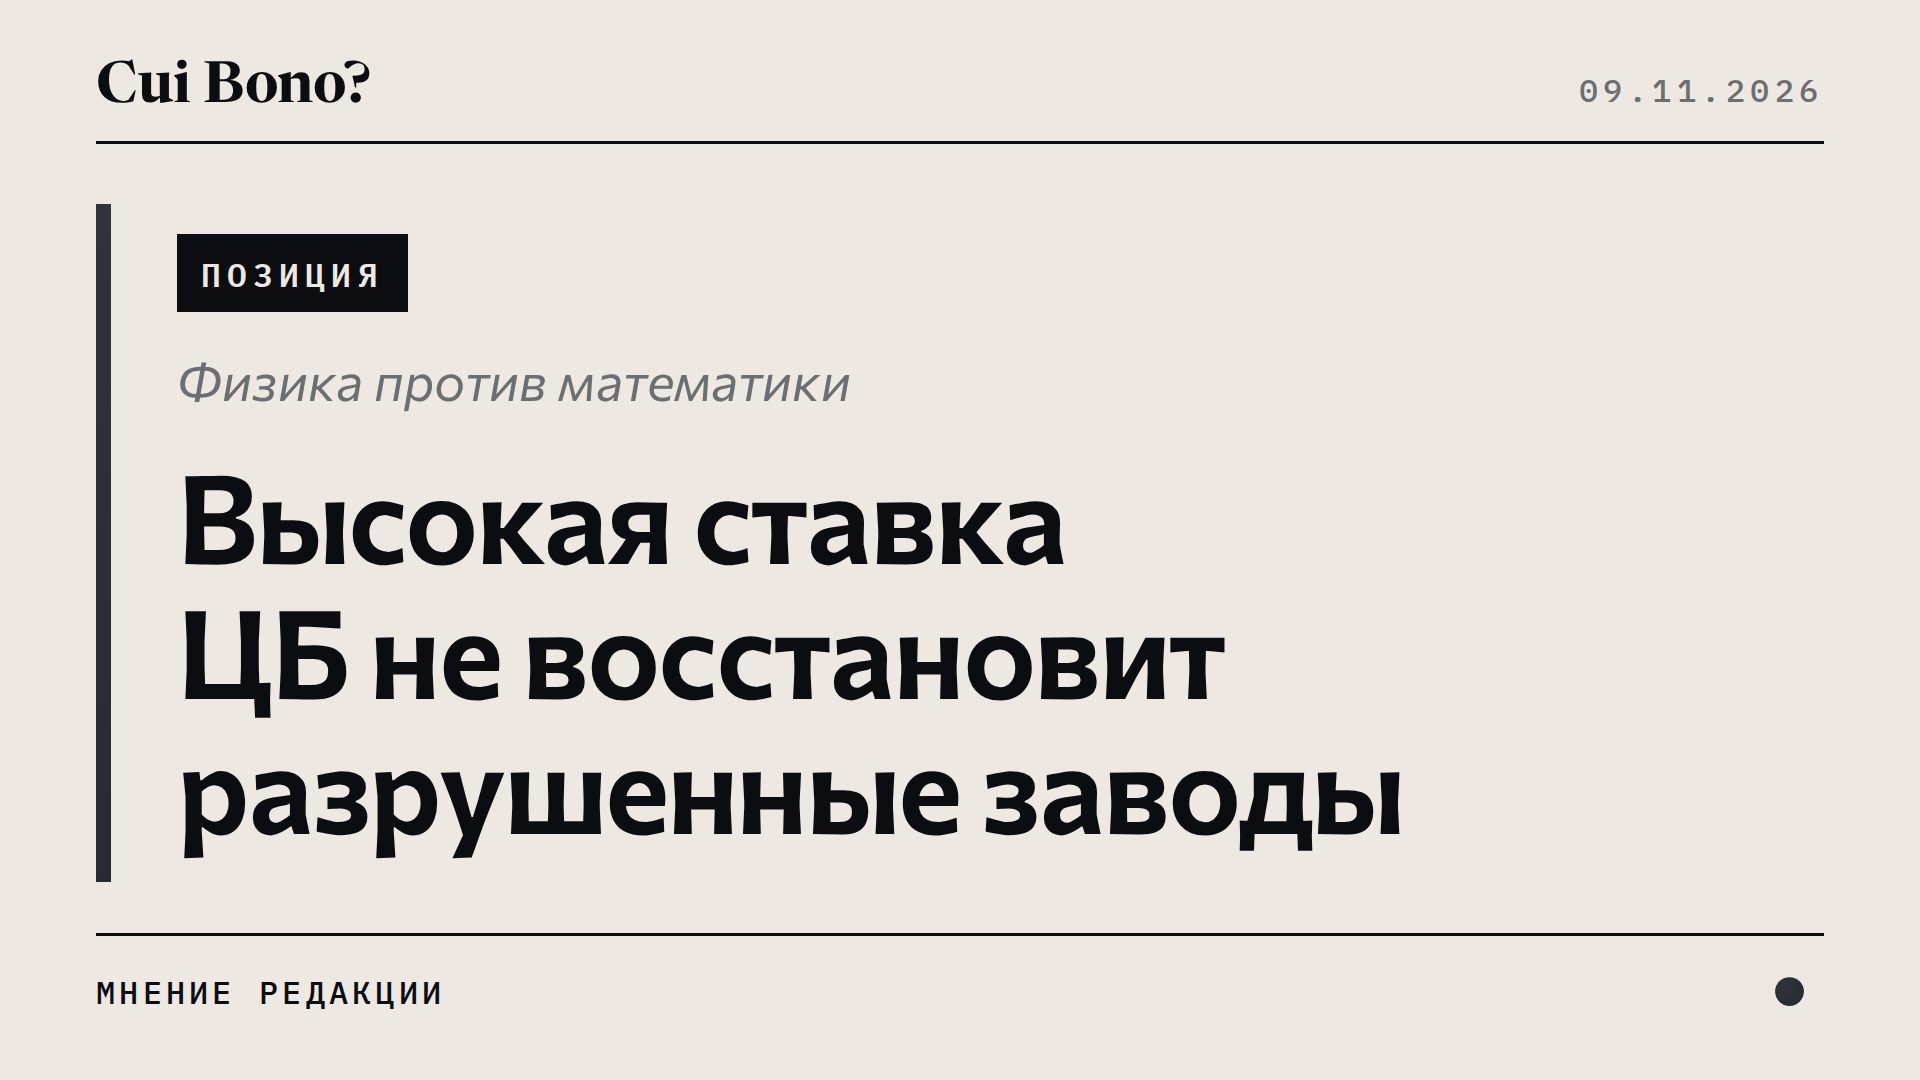 Cui Bono?
09.11.2026
ПОЗИЦИЯ
Физика против математики
Высокая ставка
ЦБ не восстановит
разрушенные заводы
МНЕНИЕ РЕДАКЦИИ